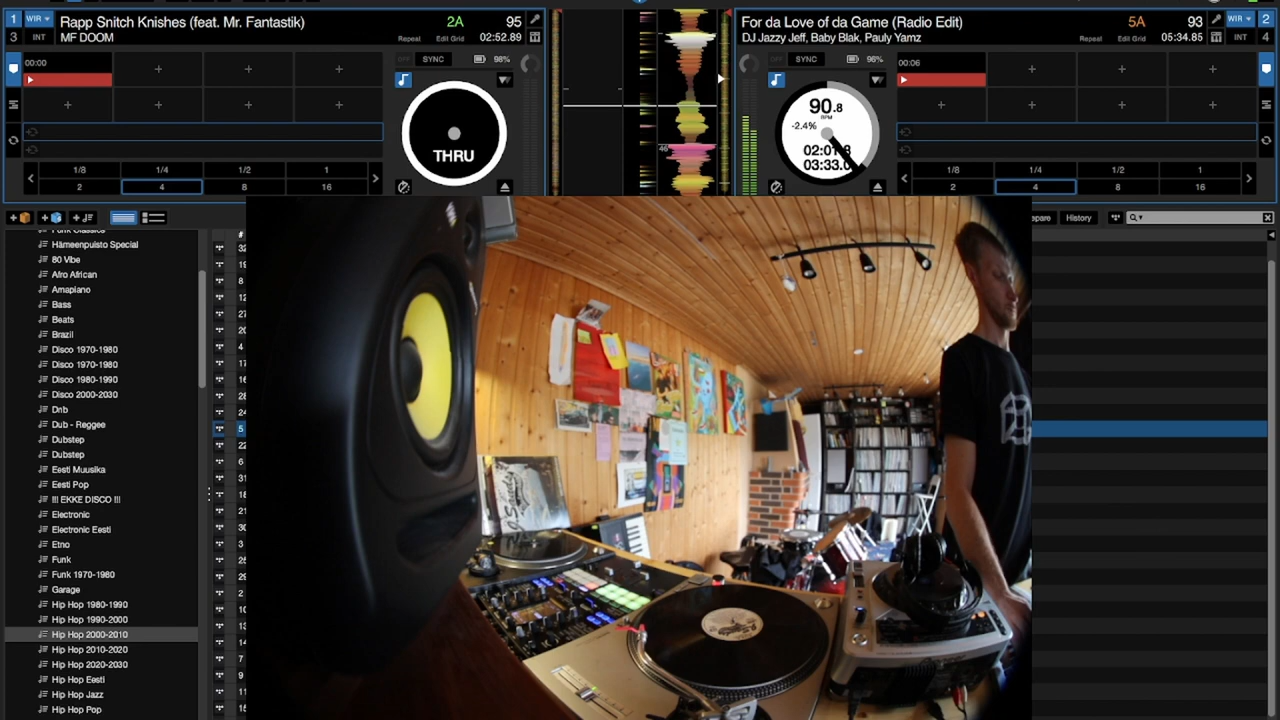 1 WIR Rapp Snitch Knishes (feat. Mr. Fantastik) 2A 95
3 INT MF DOOM Repeat Edit Grid 02:52.89
00:00
OFF SYNC 98%
THRU
1/8 1/4 1/2 1
2 4 8 16
46
For da Love of da Game (Radio Edit) 5A 93 WIR 2
DJ Jazzy Jeff, Baby Blak, Pauly Yamz Repeat Edit Grid 05:34.85 INT 4
OFF SYNC 96%
00:06
90.8
BPM
-2.4%
03:33.0
1/8 1/4 1/2 1
2 4 8 16
History
#
Hämeenpuisto Special
80 Vibe
Afro African
Amapiano
Bass
Beats
Brazil
Disco 1970-1980
Disco 1970-1980
Disco 1980-1990
Disco 2000-2030
Dnb
Dub - Reggee
Dubstep
Dubstep
Eesti Muusika
Eesti Pop
!!! EKKE DISCO !!!
Electronic
Electronic Eesti
Etno
Funk
Funk 1970-1980
Garage
Hip Hop 1980-1990
Hip Hop 1990-2000
Hip Hop 2000-2010
Hip Hop 2010-2020
Hip Hop 2020-2030
Hip Hop Eesti
Hip Hop Jazz
Hip Hop Pop